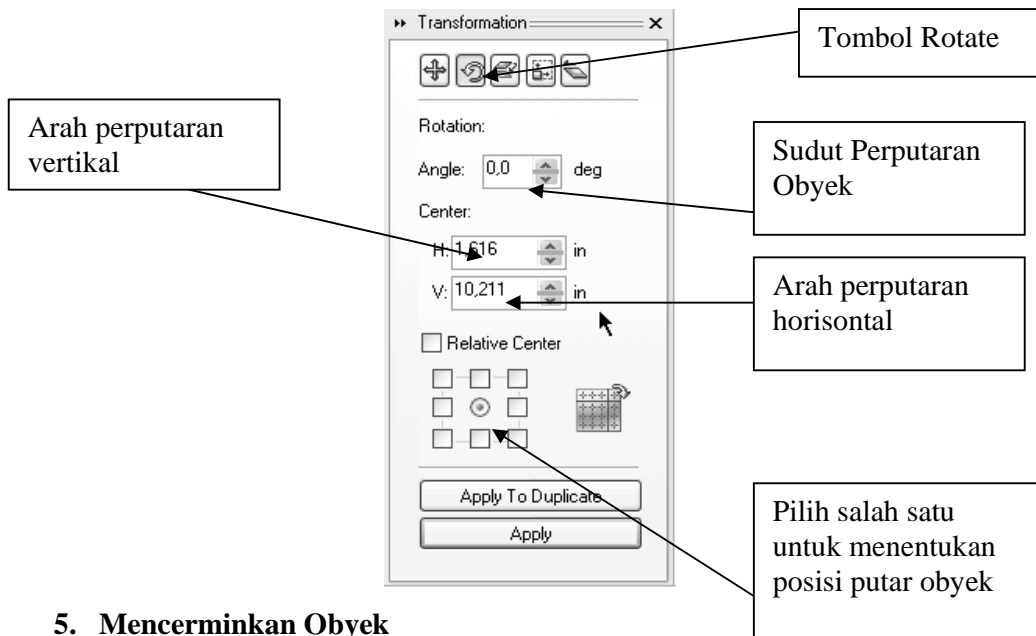 Transformation
Tombol Rotate
Arah perputaran
vertikal
Rotation:
Angle: 0,0 deg
Sudut Perputaran
Obyek
Center:
H: 1,616 in
V: 10,211 in
Arah perputaran
horisontal
Relative Center
Apply To Duplicate
Apply
Pilih salah satu
untuk menentukan
posisi putar obyek
5. Mencerminkan Obyek